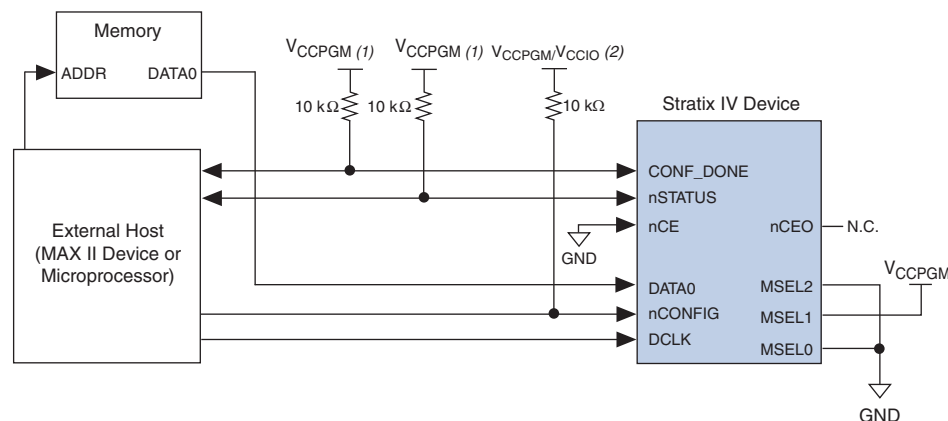 Memory
ADDR DATA0
VCCPGM (1)
VCCPGM (1)
VCCPGM/VCCIO (2)
10 kΩ
10 kΩ
10 kΩ
Stratix IV Device
External Host
(MAX II Device or
Microprocessor)
CONF_DONE
nSTATUS
nCE
GND
DATA0
nCONFIG
DCLK
nCEO
N.C.
VCCPGM
MSEL2
MSEL1
MSEL0
GND